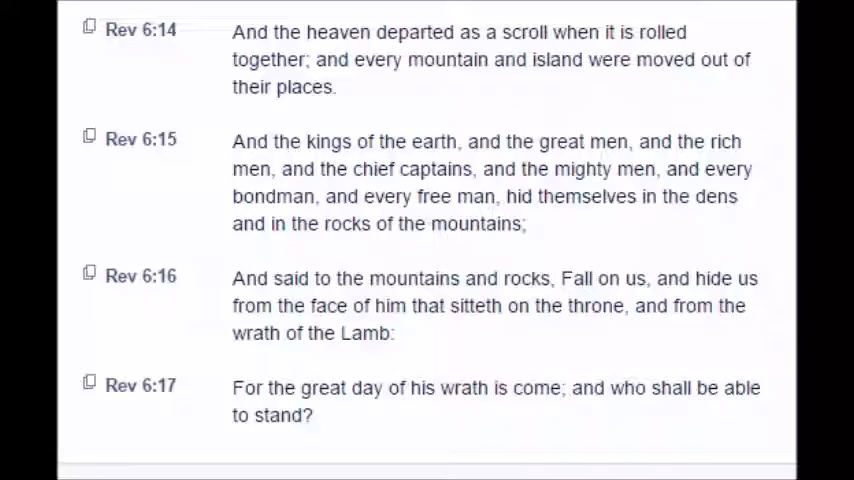 Rev 6:14 And the heaven departed as a scroll when it is rolled
together; and every mountain and island were moved out of
their places.
Rev 6:15 And the kings of the earth, and the great men, and the rich
men, and the chief captains, and the mighty men, and every
bondman, and every free man, hid themselves in the dens
and in the rocks of the mountains;
Rev 6:16 And said to the mountains and rocks, Fall on us, and hide us
from the face of him that sitteth on the throne, and from the
wrath of the Lamb:
Rev 6:17 For the great day of his wrath is come; and who shall be able
to stand?